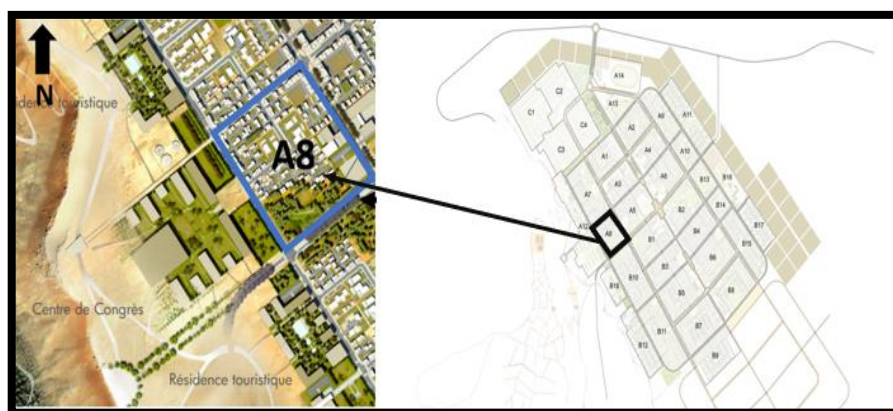 N
idence touristique
A8
Centre de Congrès
Résidence touristique
A14
C2
C1
A13
A9
A11
C4
A2
C3
A4
A10
A1
A6
B13
B16
A7
A3
B14
A12
A5
B2
B17
A8
B4
B15
B1
B6
B3
B18
B10
B8
B5
B11
B7
B12
B9